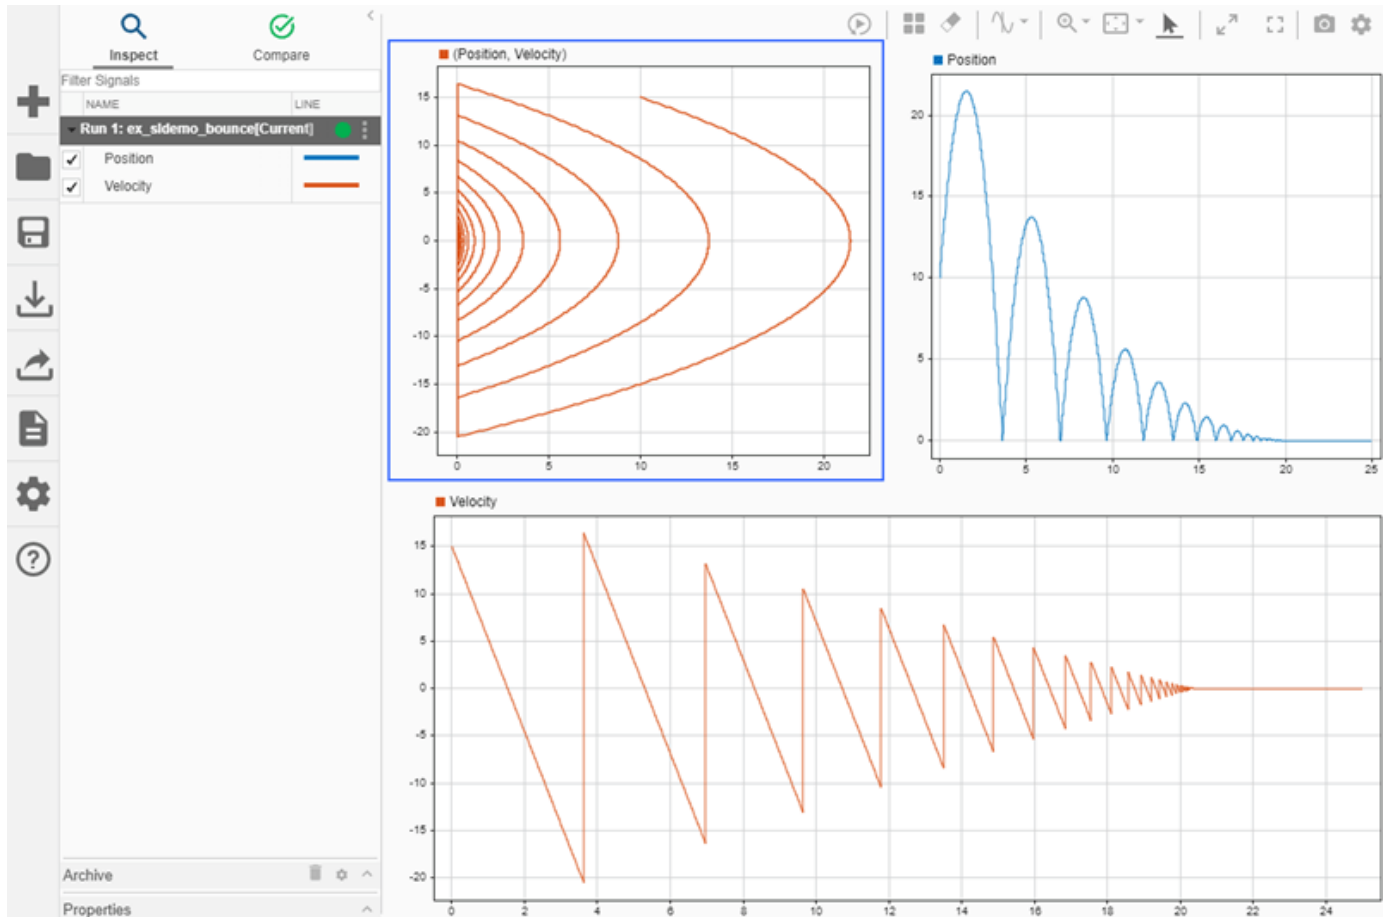 Inspect
Compare
Filter Signals
NAME LINE
Run 1: ex_sldemo_bounce[Current]
Position
Velocity
Archive
Properties
(Position, Velocity)
15
10
5
0
-5
-10
-15
-20
0 5 10 15 20
Position
20
15
10
5
0
0 5 10 15 20 25
Velocity
15
10
5
0
-5
-10
-15
-20
0 2 4 6 8 10 12 14 16 18 20 22 24